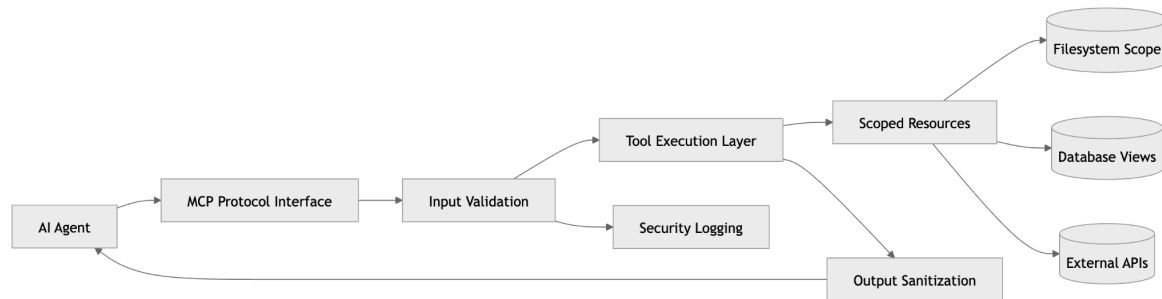 Filesystem Scope
Tool Execution Layer
Scoped Resources
Database Views
AI Agent
MCP Protocol Interface
Input Validation
Security Logging
External APIs
Output Sanitization